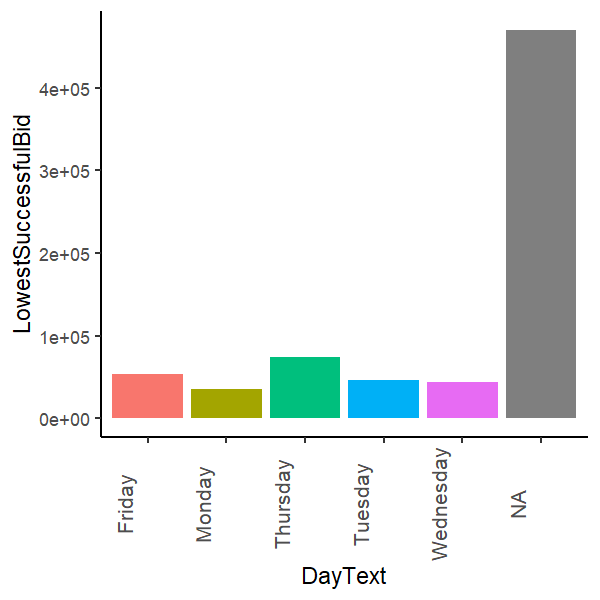 LowestSuccessfulBid
4e+05
3e+05
2e+05
1e+05
0e+00
Friday
Monday
Thursday
Tuesday
Wednesday
NA
DayText